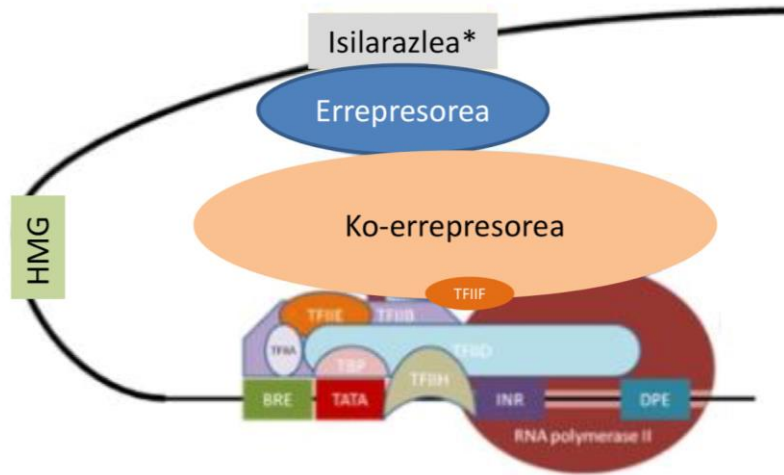 Isilarazlea*
Errepresorea
Ko-errepresorea
HMG
TFIIF
TFIIE
TFIIB
TFIIA
TFIID
TBP
TFIIH
BRE
TATA
INR
DPE
RNA polymerase II